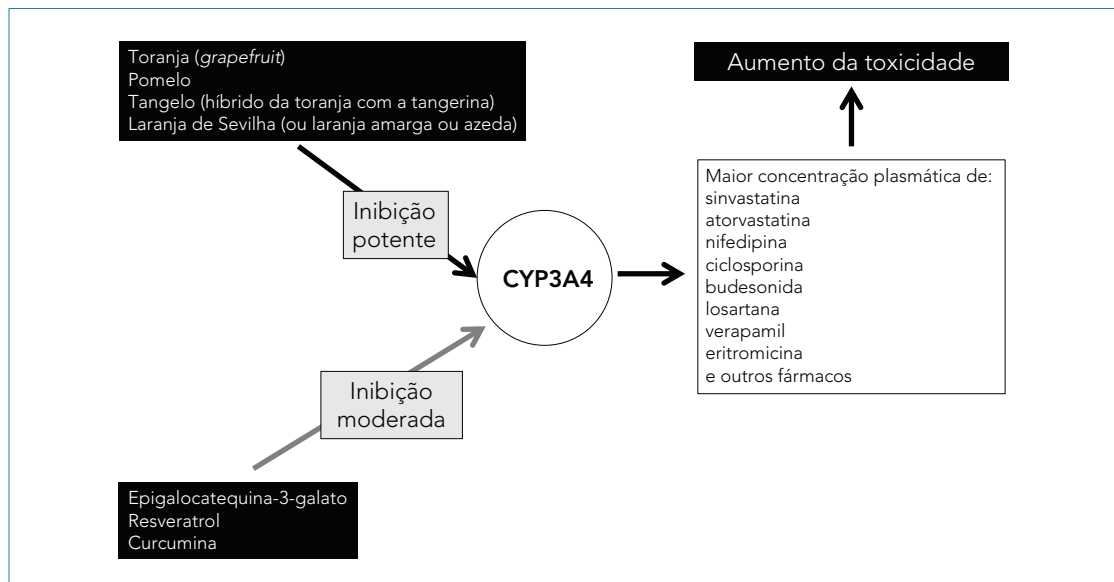 Toranja (grapefruit)
Pomelo
Tangelo (híbrido da toranja com a tangerina)
Laranja de Sevilha (ou laranja amarga ou azeda)
Inibição
potente
CYP3A4
Inibição
moderada
Epigalocatequina-3-galato
Resveratrol
Curcumina
Aumento da toxicidade
Maior concentração plasmática de:
sinvastatina
atorvastatina
nifedipina
ciclosporina
budesonida
losartana
verapamil
eritromicina
e outros fármacos